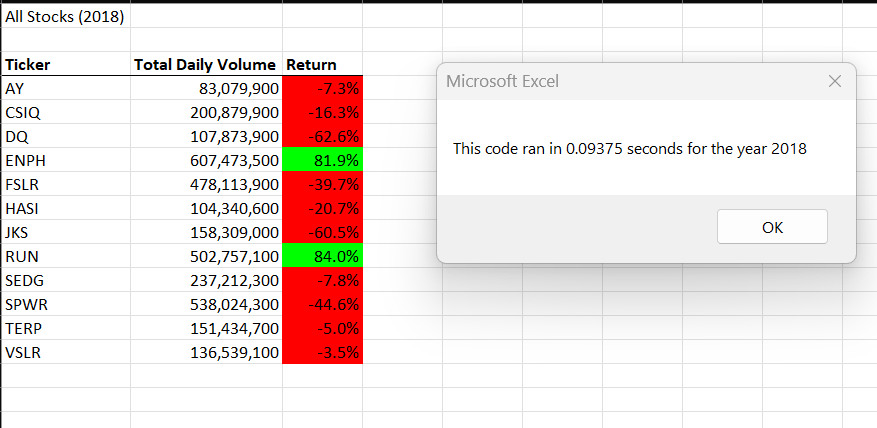 All Stocks (2018)
Ticker Total Daily Volume Return
AY 83,079,900 -7.3%
CSIQ 200,879,900 -16.3%
DQ 107,873,900 -62.6%
ENPH 607,473,500 81.9%
FSLR 478,113,900 -39.7%
HASI 104,340,600 -20.7%
JKS 158,309,000 -60.5%
RUN 502,757,100 84.0%
SEDG 237,212,300 -7.8%
SPWR 538,024,300 -44.6%
TERP 151,434,700 -5.0%
VSLR 136,539,100 -3.5%
Microsoft Excel
This code ran in 0.09375 seconds for the year 2018
OK